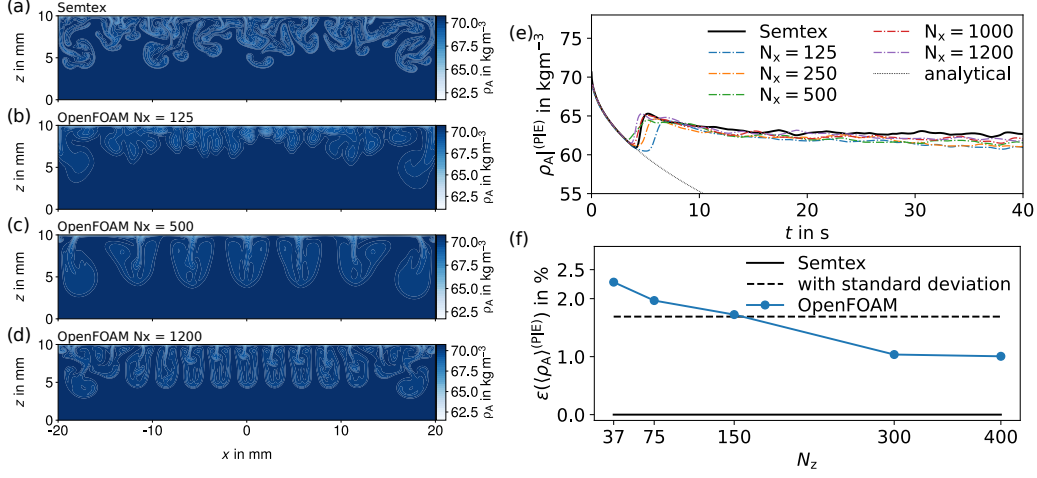 (a)
Semtex
10
5
0
z in mm
70.0
67.5
65.0
62.5
ρA in kg m−3
(b)
OpenFOAM Nx = 125
10
5
0
z in mm
70.0
67.5
65.0
62.5
ρA in kg m−3
(c)
OpenFOAM Nx = 500
10
5
0
z in mm
70.0
67.5
65.0
62.5
ρA in kg m−3
(d)
OpenFOAM Nx = 1200
10
5
0
z in mm
70.0
67.5
65.0
62.5
ρA in kg m−3
−20
−10
0
10
20
x in mm
(e)
75
70
65
60
55
ρA|(P|E) in kgm−3
Semtex
Nx = 125
Nx = 250
Nx = 500
Nx = 1000
Nx = 1200
analytical
0
10
20
30
40
t in s
(f)
2.5
2.0
1.0
0.0
ε(⟨ρA⟩(P|E)) in %
Semtex
with standard deviation
OpenFOAM
37
75
150
300
400
Nz